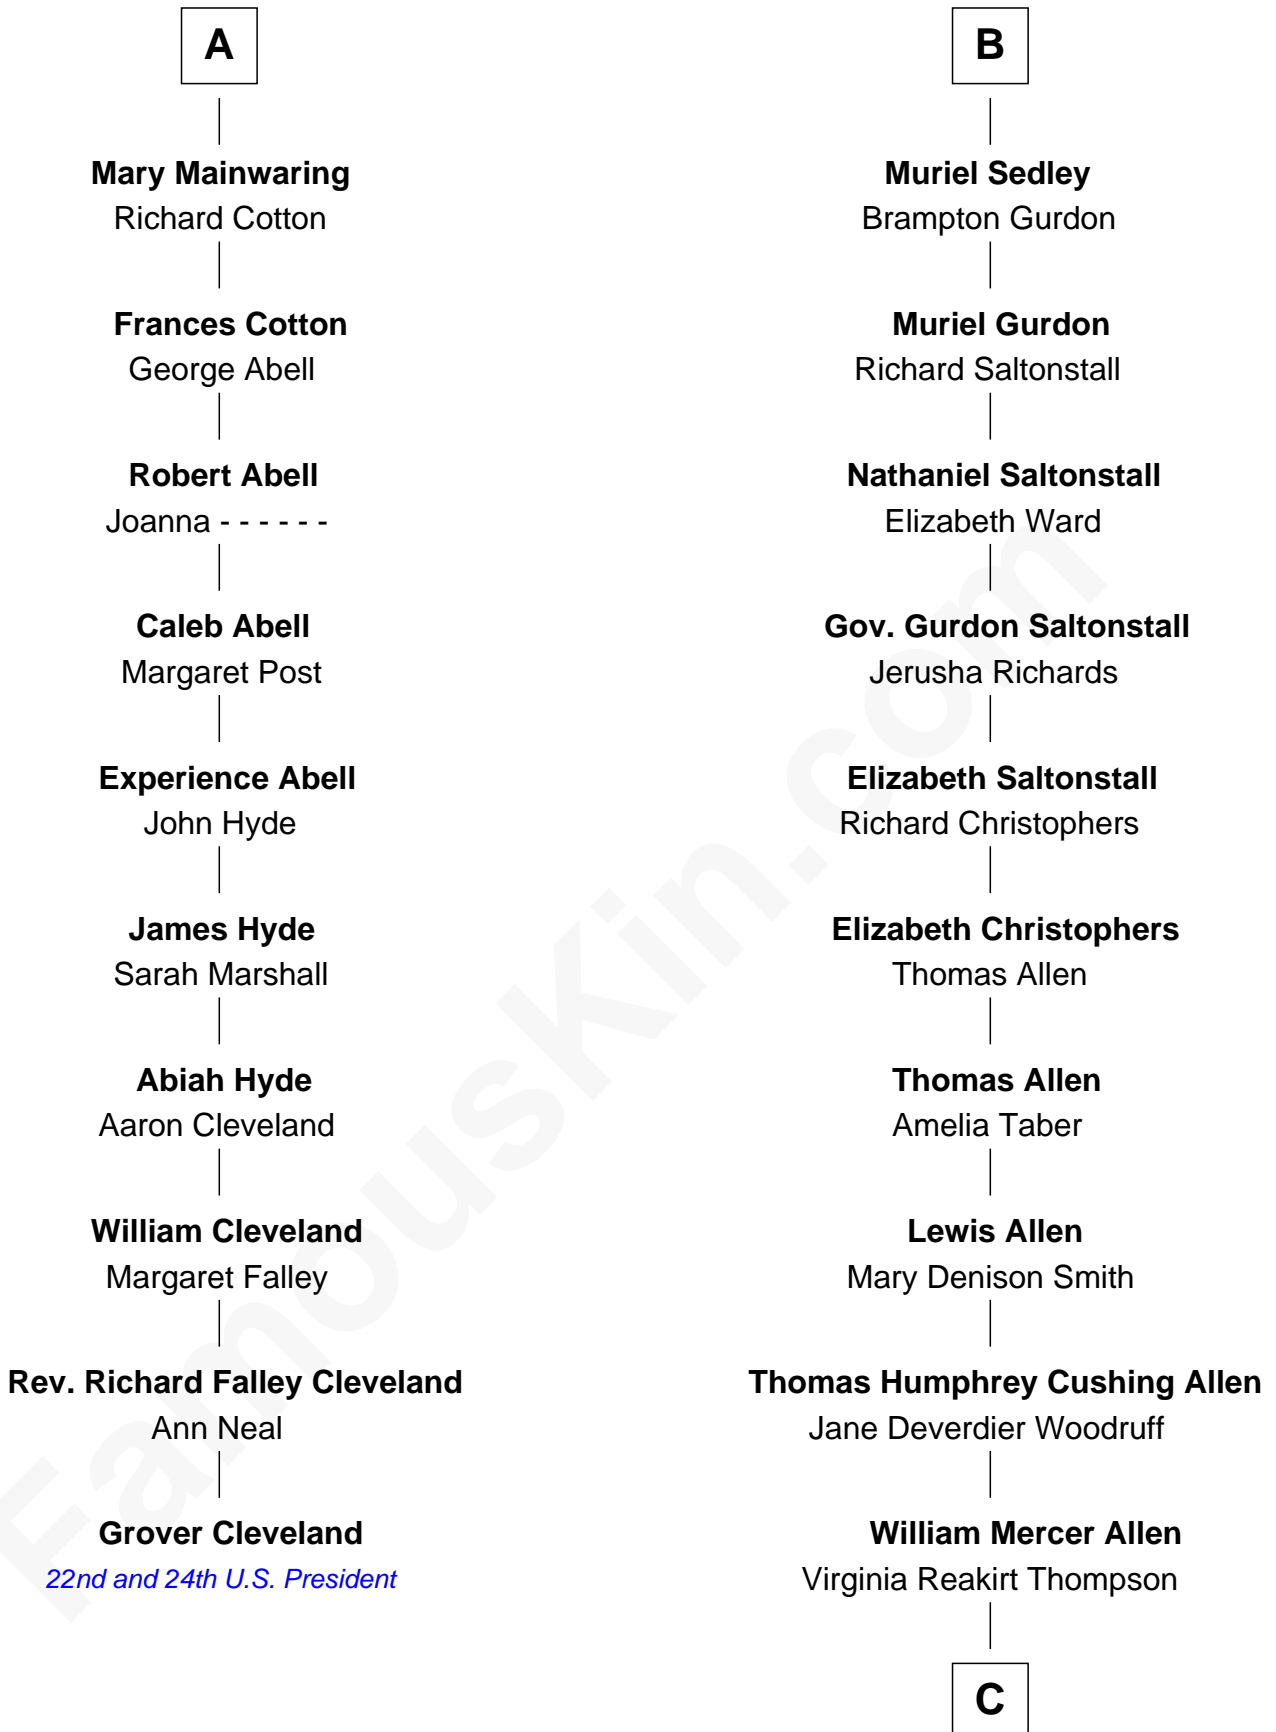 A
Mary Mainwaring
Richard Cotton
Frances Cotton
George Abell
Robert Abell
Joanna - - - - - -
Caleb Abell
Margaret Post
Experience Abell
John Hyde
James Hyde
Sarah Marshall
Abiah Hyde
Aaron Cleveland
William Cleveland
Margaret Falley
Rev. Richard Falley Cleveland
Ann Neal
Grover Cleveland
22nd and 24th U.S. President
B
Muriel Sedley
Brampton Gurdon
Muriel Gurdon
Richard Saltonstall
Nathaniel Saltonstall
Elizabeth Ward
Gov. Gurdon Saltonstall
Jerusha Richards
Elizabeth Saltonstall
Richard Christophers
Elizabeth Christophers
Thomas Allen
Thomas Allen
Amelia Taber
Lewis Allen
Mary Denison Smith
Thomas Humphrey Cushing Allen
Jane Deverdier Woodruff
William Mercer Allen
Virginia Reakirt Thompson
C
FamousKin.com